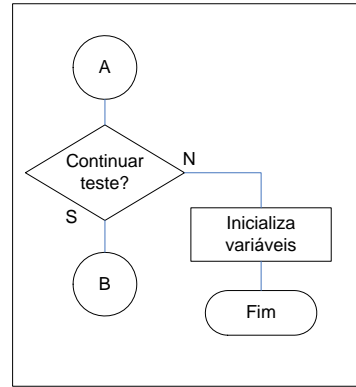 A
Continuar
teste?
N
S
Inicializa
variáveis
B
Fim